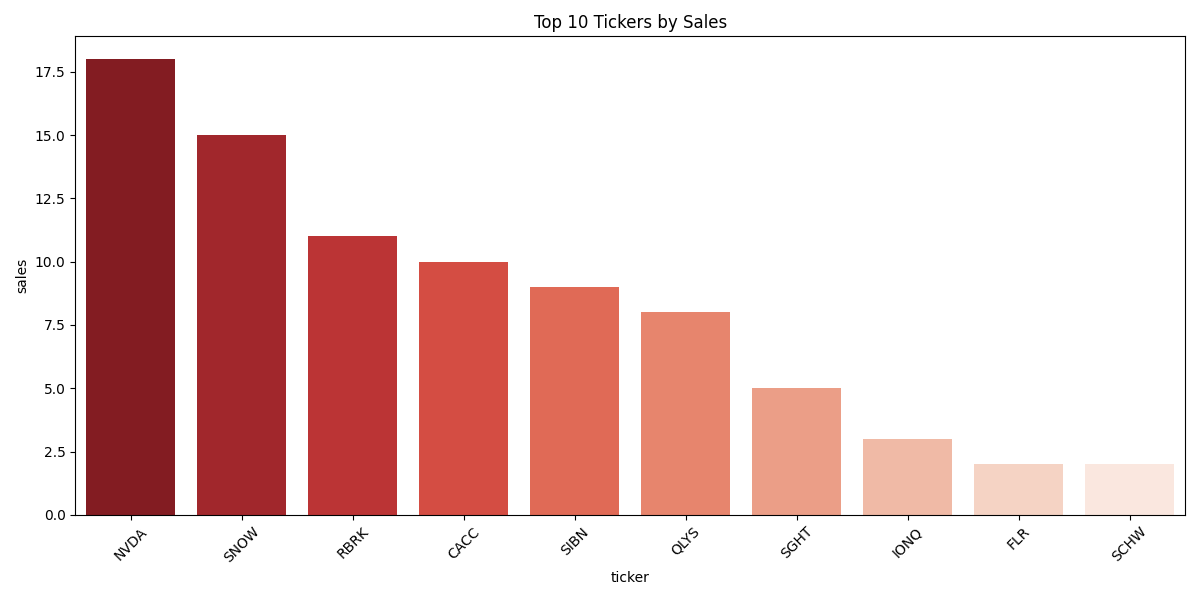 Top 10 Tickers by Sales
sales
17.5
15.0
12.5
10.0
7.5
5.0
2.5
0.0
NVDA
SNOW
RBRK
CACC
SIBN
QLYS
SGHT
IONQ
FLR
SCHW
ticker